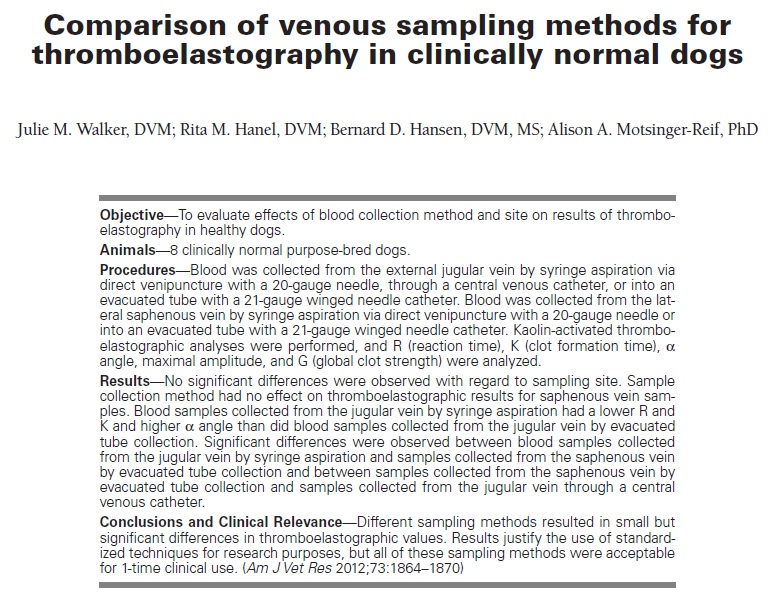 Comparison of venous sampling methods for
thromboelastography in clinically normal dogs
Julie M. Walker, DVM; Rita M. Hanel, DVM; Bernard D. Hansen, DVM, MS; Alison A. Motsinger-Reif, PhD
Objective—To evaluate effects of blood collection method and site on results of thrombo-
elastography in healthy dogs.
Animals—8 clinically normal purpose-bred dogs.
Procedures—Blood was collected from the external jugular vein by syringe aspiration via
direct venipuncture with a 20-gauge needle, through a central venous catheter, or into an
evacuated tube with a 21-gauge winged needle catheter. Blood was collected from the lat-
eral saphenous vein by syringe aspiration via direct venipuncture with a 20-gauge needle or
into an evacuated tube with a 21-gauge winged needle catheter. Kaolin-activated thrombo-
elastographic analyses were performed, and R (reaction time), K (clot formation time), α
angle, maximal amplitude, and G (global clot strength) were analyzed.
Results—No significant differences were observed with regard to sampling site. Sample
collection method had no effect on thromboelastographic results for saphenous vein sam-
ples. Blood samples collected from the jugular vein by syringe aspiration had a lower R and
K and higher α angle than did blood samples collected from the jugular vein by evacuated
tube collection. Significant differences were observed between blood samples collected
from the jugular vein by syringe aspiration and samples collected from the saphenous vein
by evacuated tube collection and between samples collected from the saphenous vein by
evacuated tube collection and samples collected from the jugular vein through a central
venous catheter.
Conclusions and Clinical Relevance—Different sampling methods resulted in small but
significant differences in thromboelastographic values. Results justify the use of standard-
ized techniques for research purposes, but all of these sampling methods were acceptable
for 1-time clinical use. (Am J Vet Res 2012;73:1864–1870)